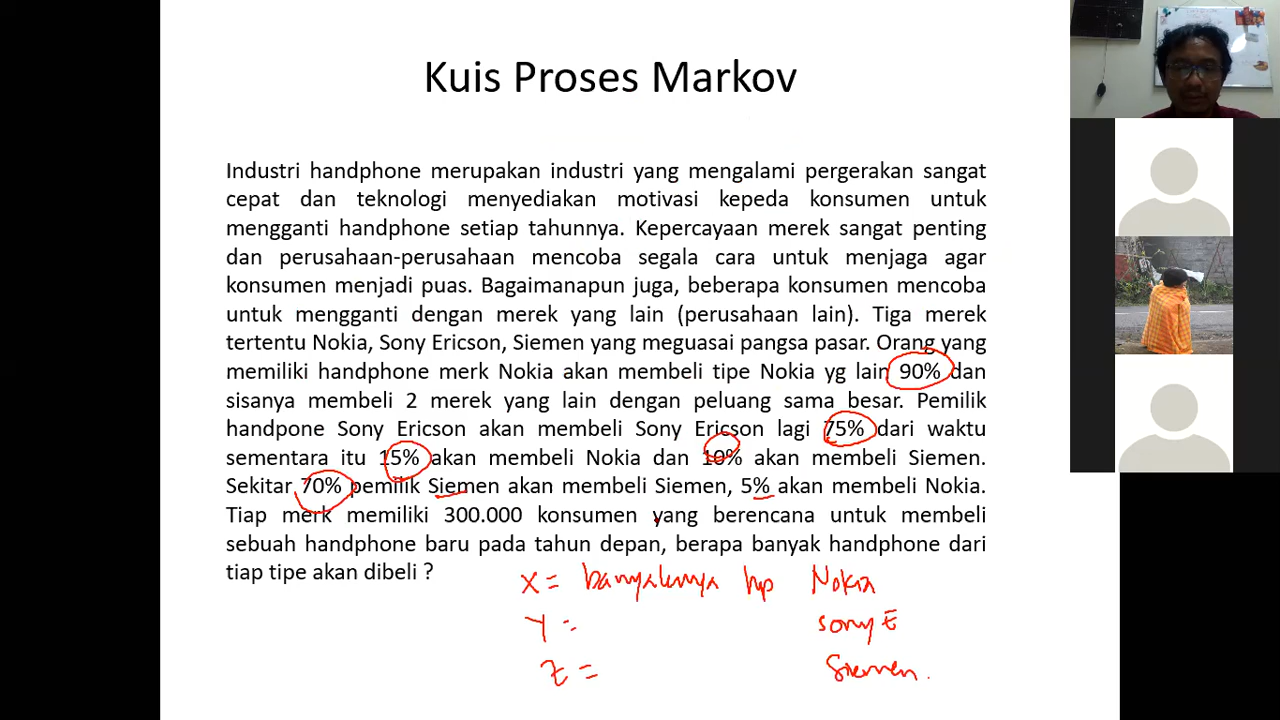 Kuis Proses Markov
Industri handphone merupakan industri yang mengalami pergerakan sangat
cepat dan teknologi menyediakan motivasi kepeda konsumen untuk
mengganti handphone setiap tahunnya. Kepercayaan merek sangat penting
dan perusahaan-perusahaan mencoba segala cara untuk menjaga agar
konsumen menjadi puas. Bagaimanapun juga, beberapa konsumen mencoba
untuk mengganti dengan merek yang lain (perusahaan lain). Tiga merek
tertentu Nokia, Sony Ericson, Siemen yang meguasai pangsa pasar. Orang yang
memiliki handphone merk Nokia akan membeli tipe Nokia yg lain 90% dan
sisanya membeli 2 merek yang lain dengan peluang sama besar. Pemilik
handpone Sony Ericson akan membeli Sony Ericson lagi 75% dari waktu
sementara itu 15% akan membeli Nokia dan 10% akan membeli Siemen.
Sekitar 70% pemilik Siemen akan membeli Siemen, 5% akan membeli Nokia.
Tiap merk memiliki 300.000 konsumen yang berencana untuk membeli
sebuah handphone baru pada tahun depan, berapa banyak handphone dari
tiap tipe akan dibeli ?
X = banyaknya hp Nokia
Y = Sony E
Z = Siemen.